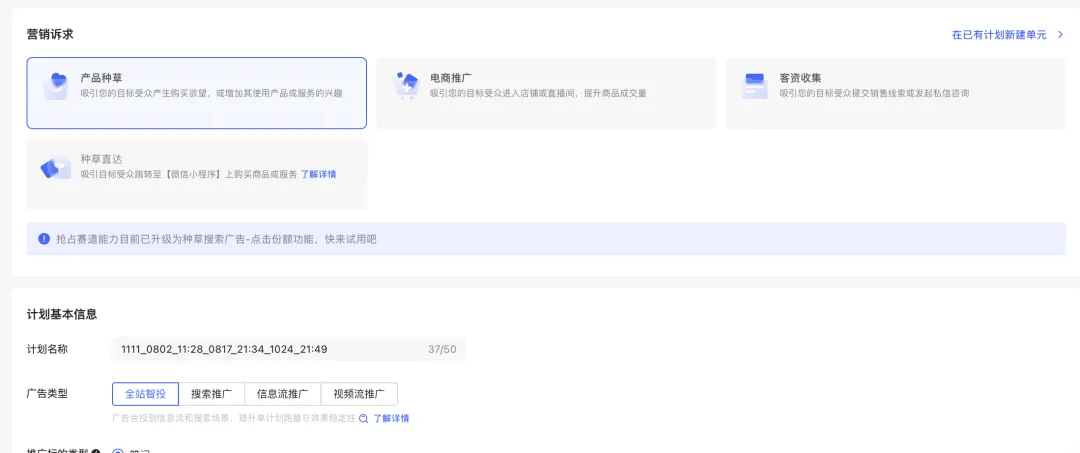 营销诉求
在已有计划新建单元
产品种草
吸引您的目标受众产生购买欲望、或增加其使用产品或服务的兴趣
电商推广
吸引您的目标受众进入店铺或直播间，提升商品成交量
客资收集
吸引您的目标受众提交销售线索或发起私信咨询
种草直达
吸引目标受众跳转至【微信小程序】上购买商品或服务 了解详情
抢占赛道能力目前已升级为种草搜索广告-点击份额功能，快来试用吧
计划基本信息
计划名称
1111_0802_11:28_0817_21:34_1024_21:49
37/50
广告类型
全站智投
搜索推广
信息流推广
视频流推广
广告会投到信息流和搜索场景，提升单计划跑量与效果稳定性 了解详情
推广标的类型
笔记